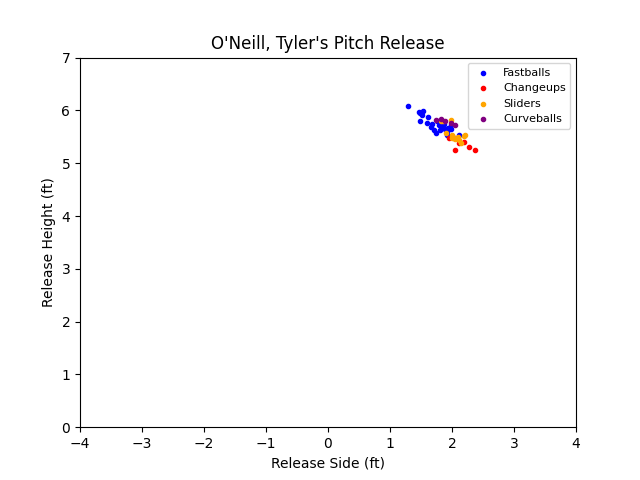 O'Neill, Tyler's Pitch Release
Release Height (ft)
7
6
5
4
3
2
1
0
−4
−3
−2
−1
0
1
2
3
4
Release Side (ft)
Fastballs
Changeups
Sliders
Curveballs